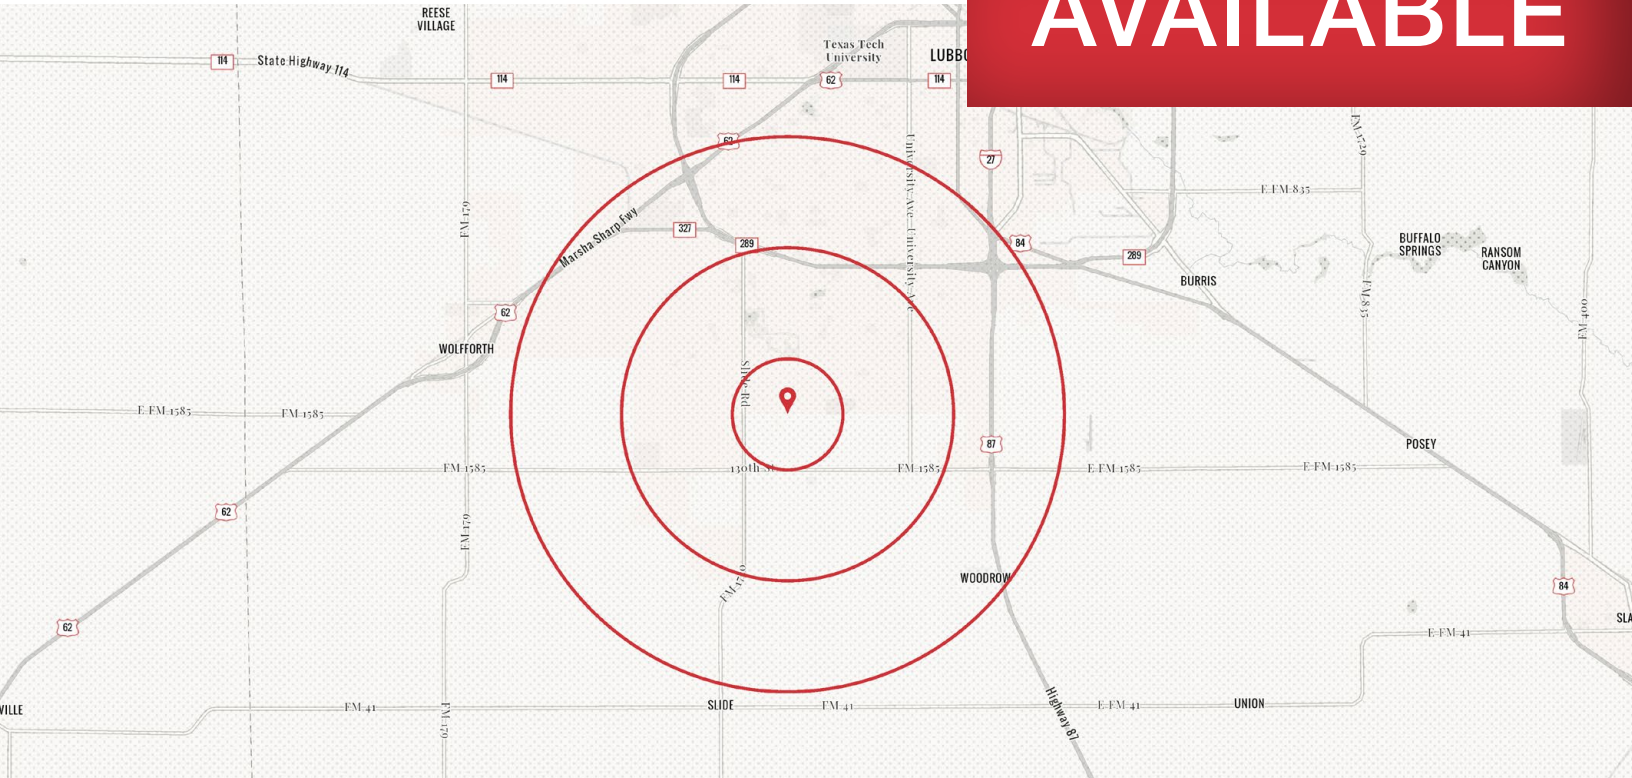 AVAILABLE
REESE
VILLAGE
Texas Tech
University
114
State Highway 114
114
114
62
114
62
FM 1729
27
E FM 835
FM 179
University Ave
University Ave
Marsha Sharp Fwy
327
289
84
289
BUFFALO
SPRINGS
RANSOM
CANYON
BURRIS
FM 835
FM 400
62
WOLFFORTH
Slide Rd
E FM 1585
FM 1585
87
POSEY
FM 1585
130th St
FM 1585
E FM 1585
E FM 1585
62
FM 179
WOODROW
FM 1730
84
62
E FM 41
SLIDE
FM 41
FM 41
FM 179
Highway 87
E FM 41
UNION